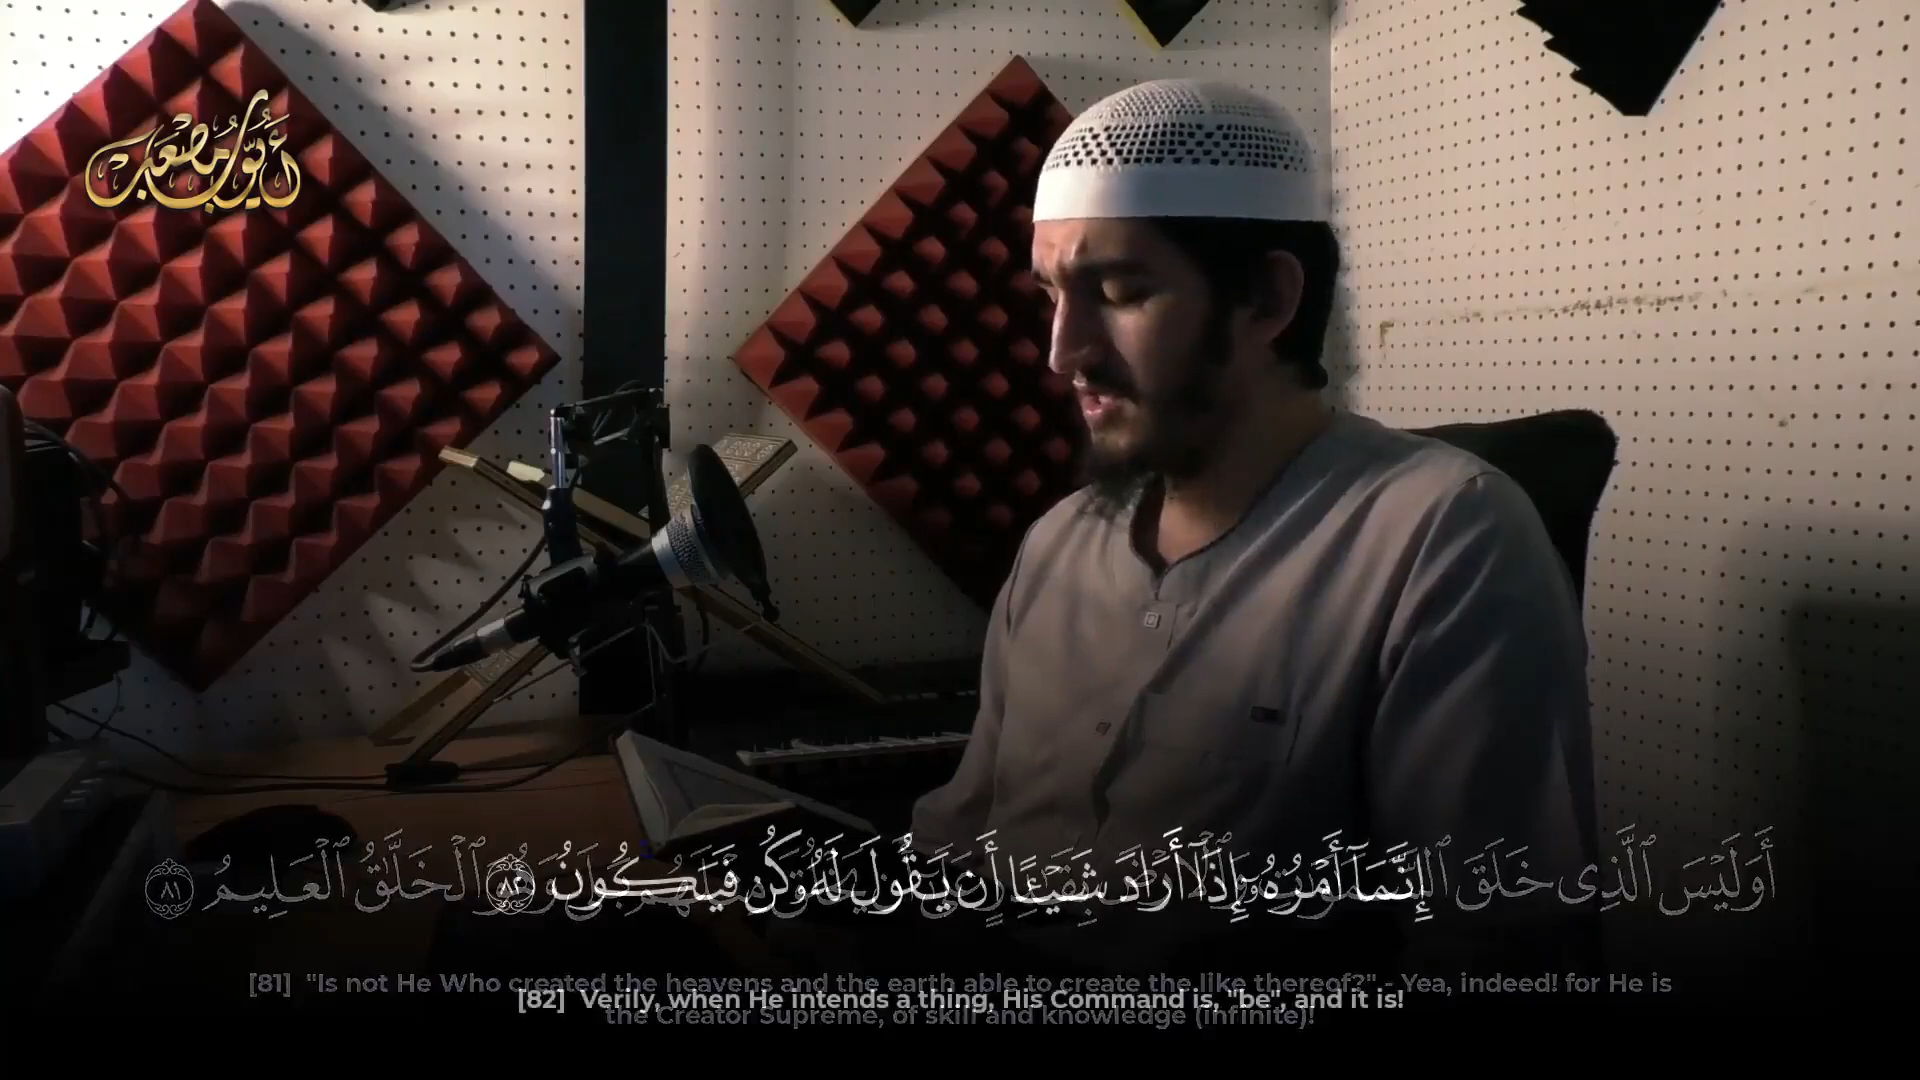 أيوب مصعب
أَوَلَيْسَ ٱلَّذِى خَلَقَ
ٱلْخَلَّٰقُ ٱلْعَلِيمُ ٨١
إِنَّمَآ أَمْرُهُۥٓ إِذَآ أَرَادَ شَيْـًٔا أَن يَقُولَ لَهُۥ كُن فَيَكُونُ ٨٢
[81] "Is not He Who created the heavens and the earth able to create the like thereof?" - Yea, indeed! for He is
the Creator Supreme, of skill and knowledge (infinite)!
[82] Verily, when He intends a thing, His Command is, "be", and it is!